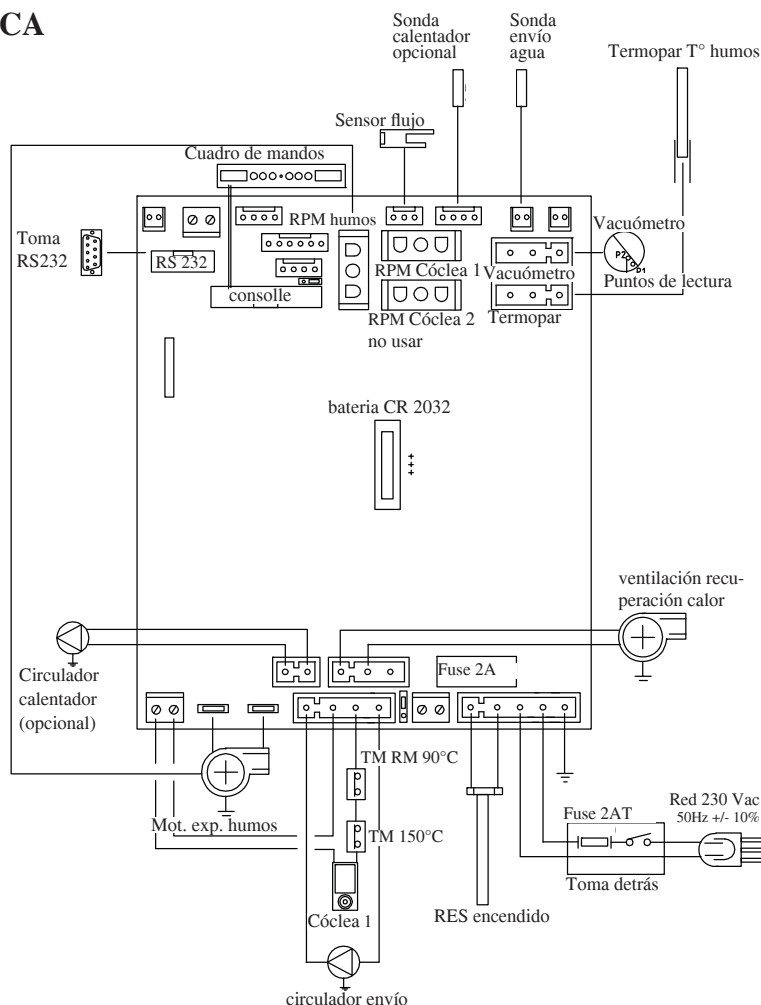 CA
Sonda
calentador
opcional
Sonda
envío
agua
Termopar T° humos
Sensor flujo
Cuadro de mandos
RPM humos
Vacuómetro
Toma
RS232
RS 232
RPM Cóclea 1
Vacuómetro
P2
P1
Puntos de lectura
consolle
RPM Cóclea 2
no usar
Termopar
bateria CR 2032
+++
ventilación recu-
peración calor
Circulador
calentador
(opcional)
Fuse 2A
TM RM 90°C
Mot. exp. humos
TM 150°C
Fuse 2AT
Red 230 Vac
50Hz +/- 10%
Toma detrás
Cóclea 1
RES encendido
circulador envío